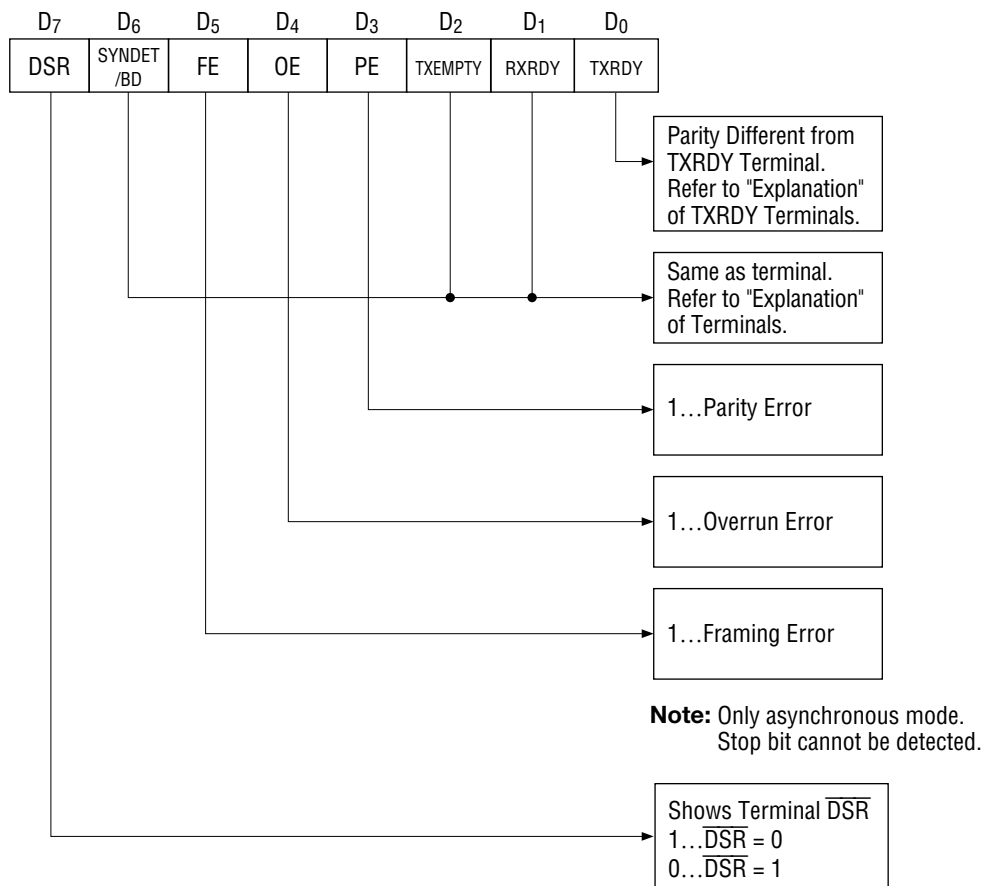 D7 D6 D5 D4 D3 D2 D1 D0
DSR SYNDET /BD FE OE PE TXEMPTY RXRDY TXRDY
Parity Different from
TXRDY Terminal.
Refer to "Explanation"
of TXRDY Terminals.
Same as terminal.
Refer to "Explanation"
of Terminals.
1…Parity Error
1…Overrun Error
1…Framing Error
Note: Only asynchronous mode.
Stop bit cannot be detected.
Shows Terminal D̅S̅R̅
1…D̅S̅R̅ = 0
0…D̅S̅R̅ = 1